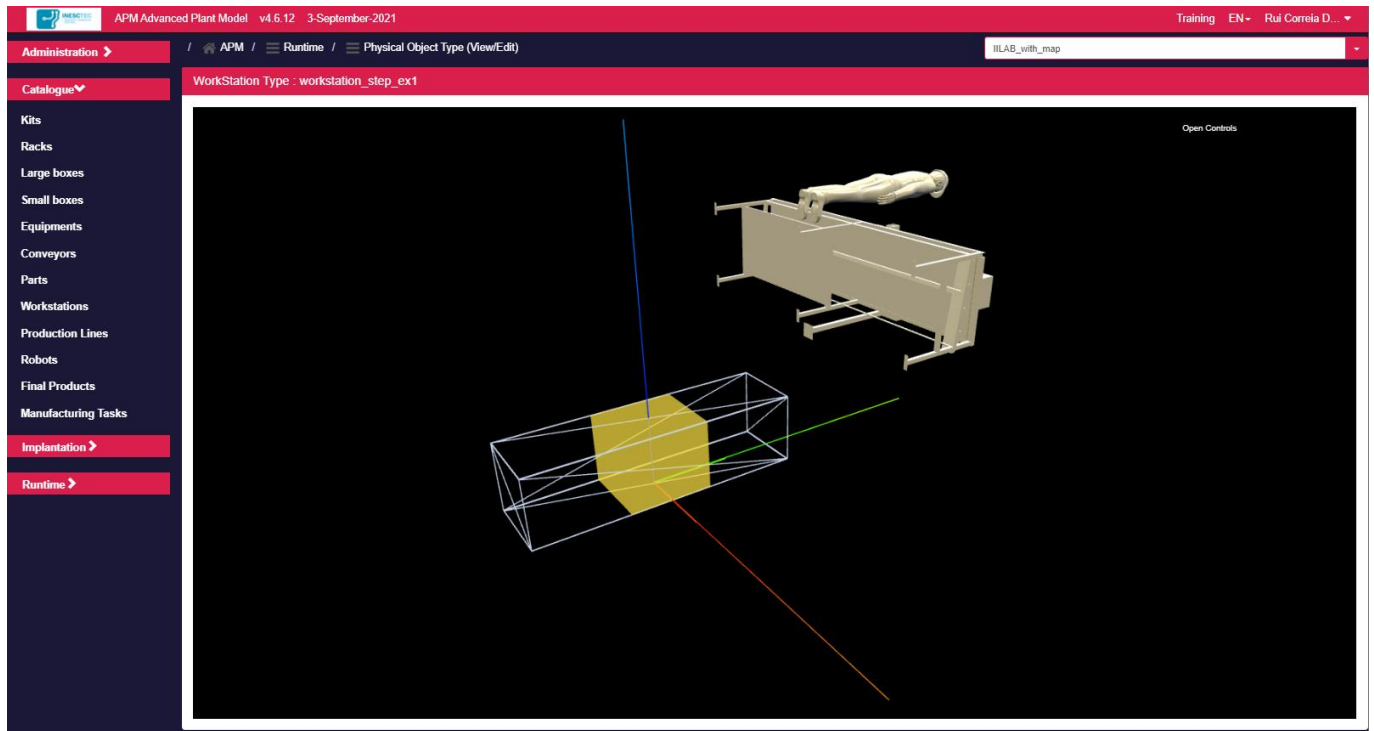 INESCTEC
APM Advanced Plant Model v4.6.12 3-September-2021
Training EN Rui Correia D...
Administration
/ APM / Runtime / Physical Object Type (View/Edit)
IILAB_with_map
WorkStation Type : workstation_step_ex1
Catalogue
Kits
Racks
Large boxes
Small boxes
Equipments
Conveyors
Parts
Workstations
Production Lines
Robots
Final Products
Manufacturing Tasks
Implantation
Runtime
Open Controls